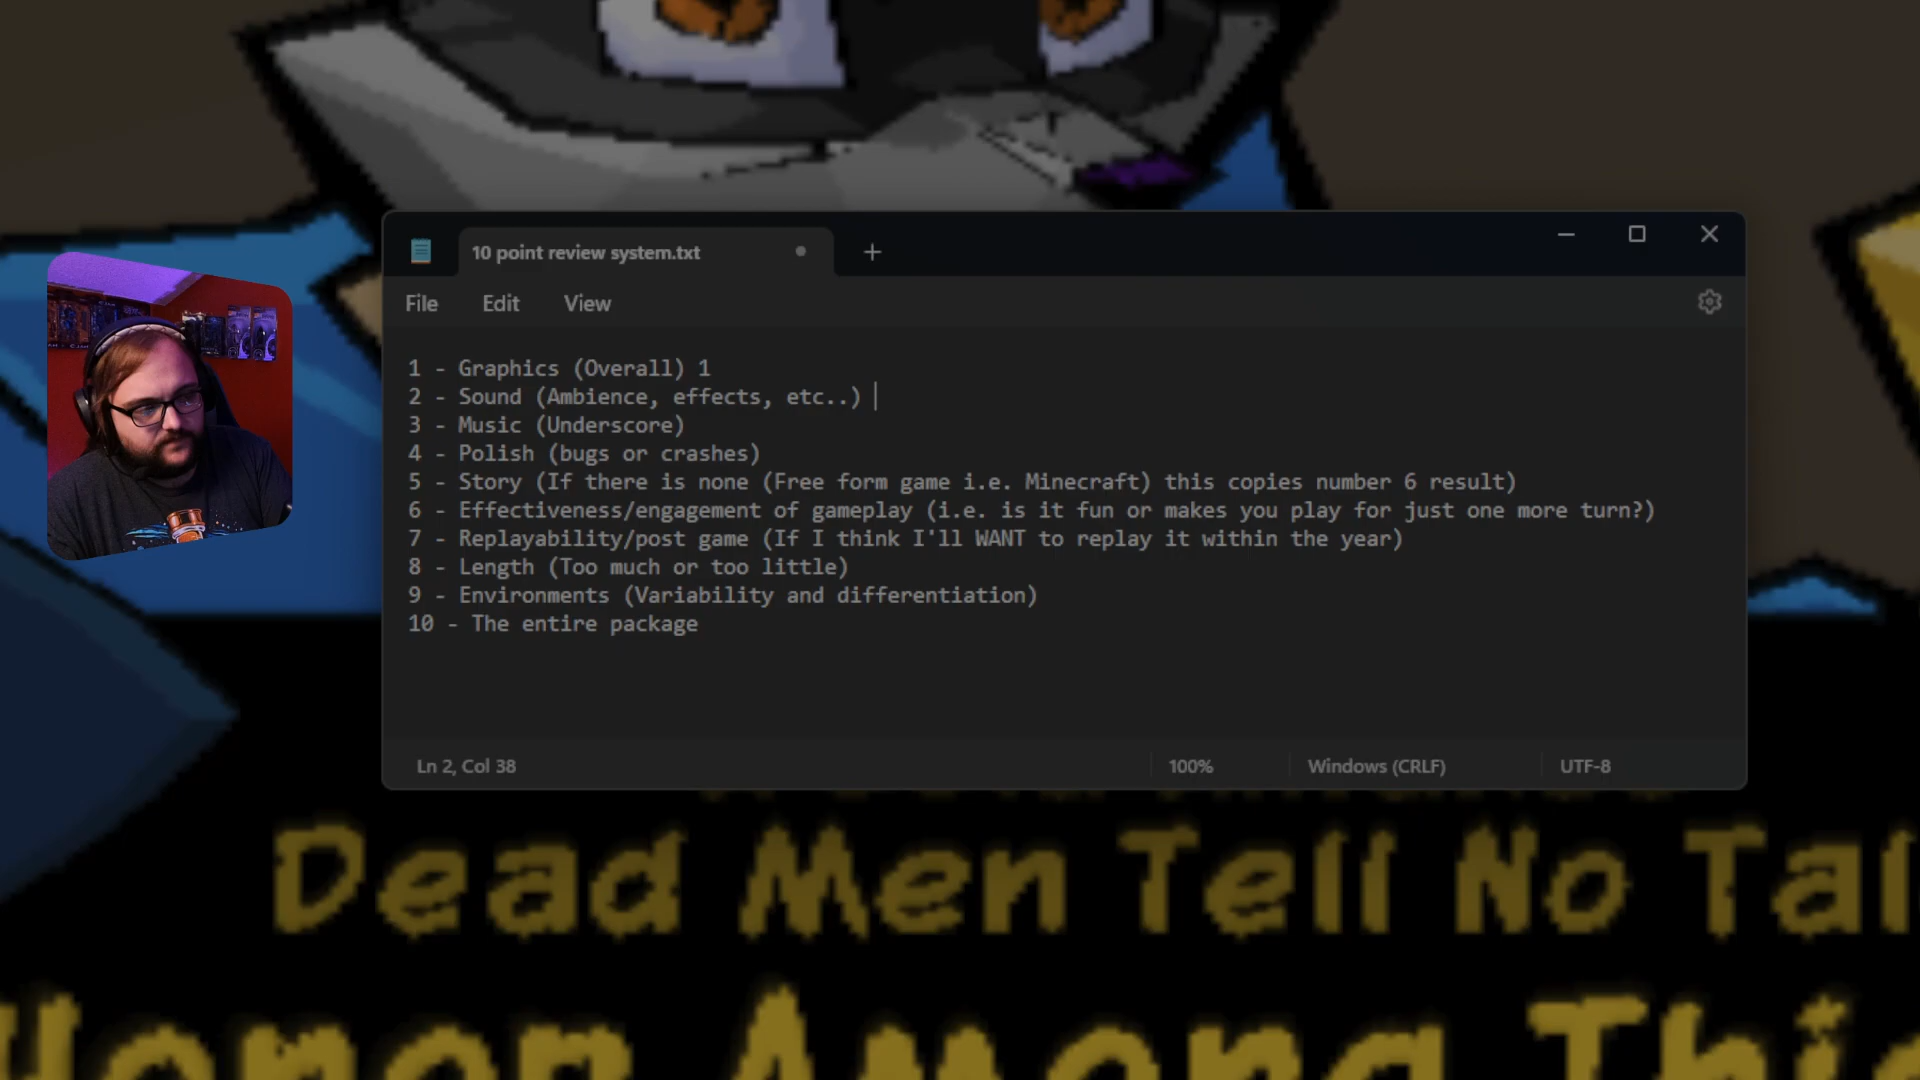 10 point review system.txt
File Edit View
1 - Graphics (Overall) 1
2 - Sound (Ambience, effects, etc..)
3 - Music (Underscore)
4 - Polish (bugs or crashes)
5 - Story (If there is none (Free form game i.e. Minecraft) this copies number 6 result)
6 - Effectiveness/engagement of gameplay (i.e. is it fun or makes you play for just one more turn?)
7 - Replayability/post game (If I think I'll WANT to replay it within the year)
8 - Length (Too much or too little)
9 - Environments (Variability and differentiation)
10 - The entire package
Ln 2, Col 38 100% Windows (CRLF) UTF-8
Dead Men Tell No Tal
Honor Among Thie